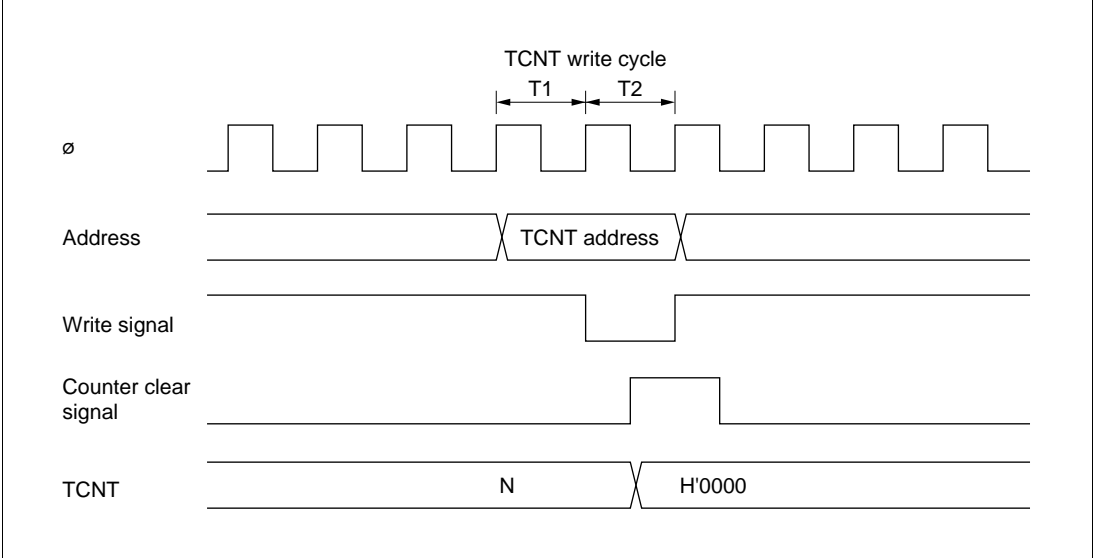 TCNT write cycle
T1 T2
ø
Address
TCNT address
Write signal
Counter clear
signal
TCNT
N
H'0000